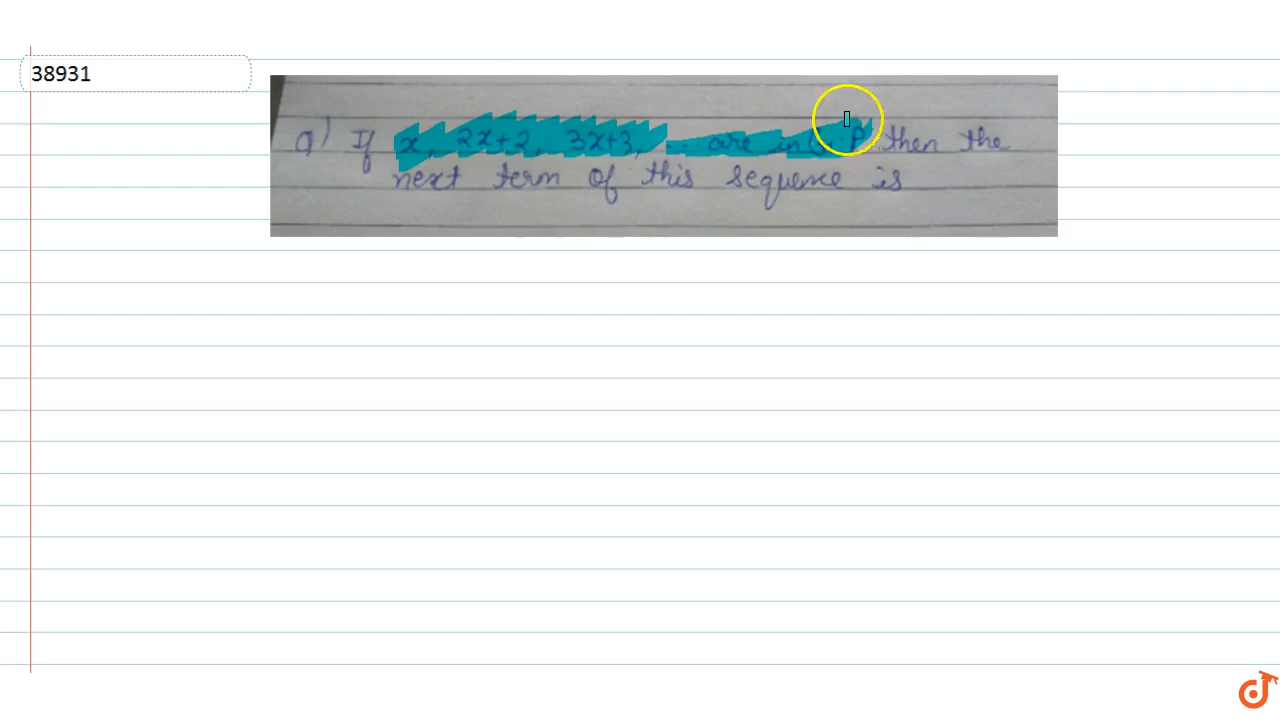 38931
Q) If x, 2x+2, 3x+3, .... are in G.P then the
next term of this sequence is